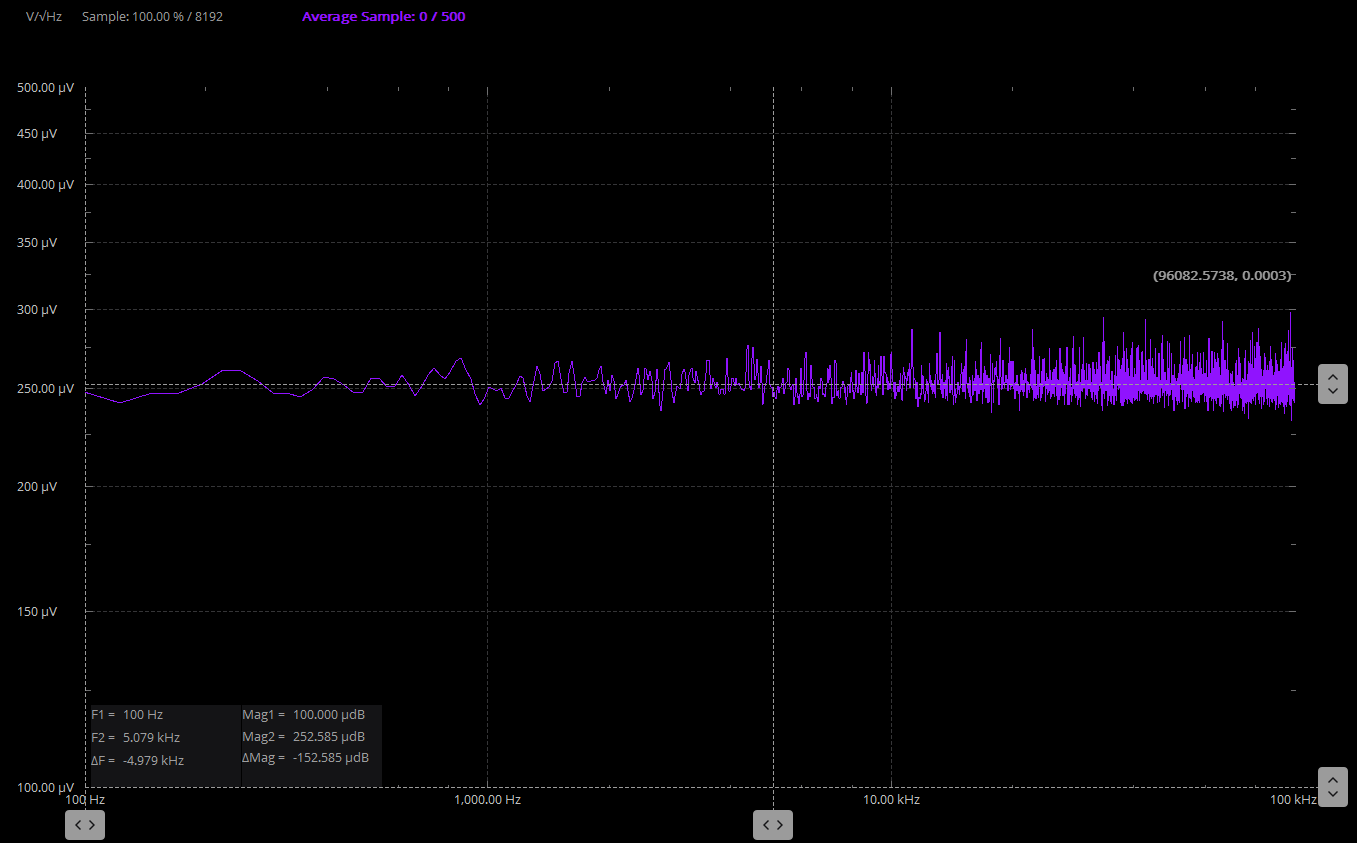 V/√Hz Sample: 100.00 % / 8192 Average Sample: 0 / 500
500.00 µV
450 µV
400.00 µV
350 µV
(96082.5738, 0.0003)
300 µV
250.00 µV
200 µV
150 µV
F1 = 100 Hz Mag1 = 100.000 µdB
F2 = 5.079 kHz Mag2 = 252.585 µdB
ΔF = -4.979 kHz ΔMag = -152.585 µdB
100.00 µV
100 Hz 1,000.00 Hz 10.00 kHz 100 kHz